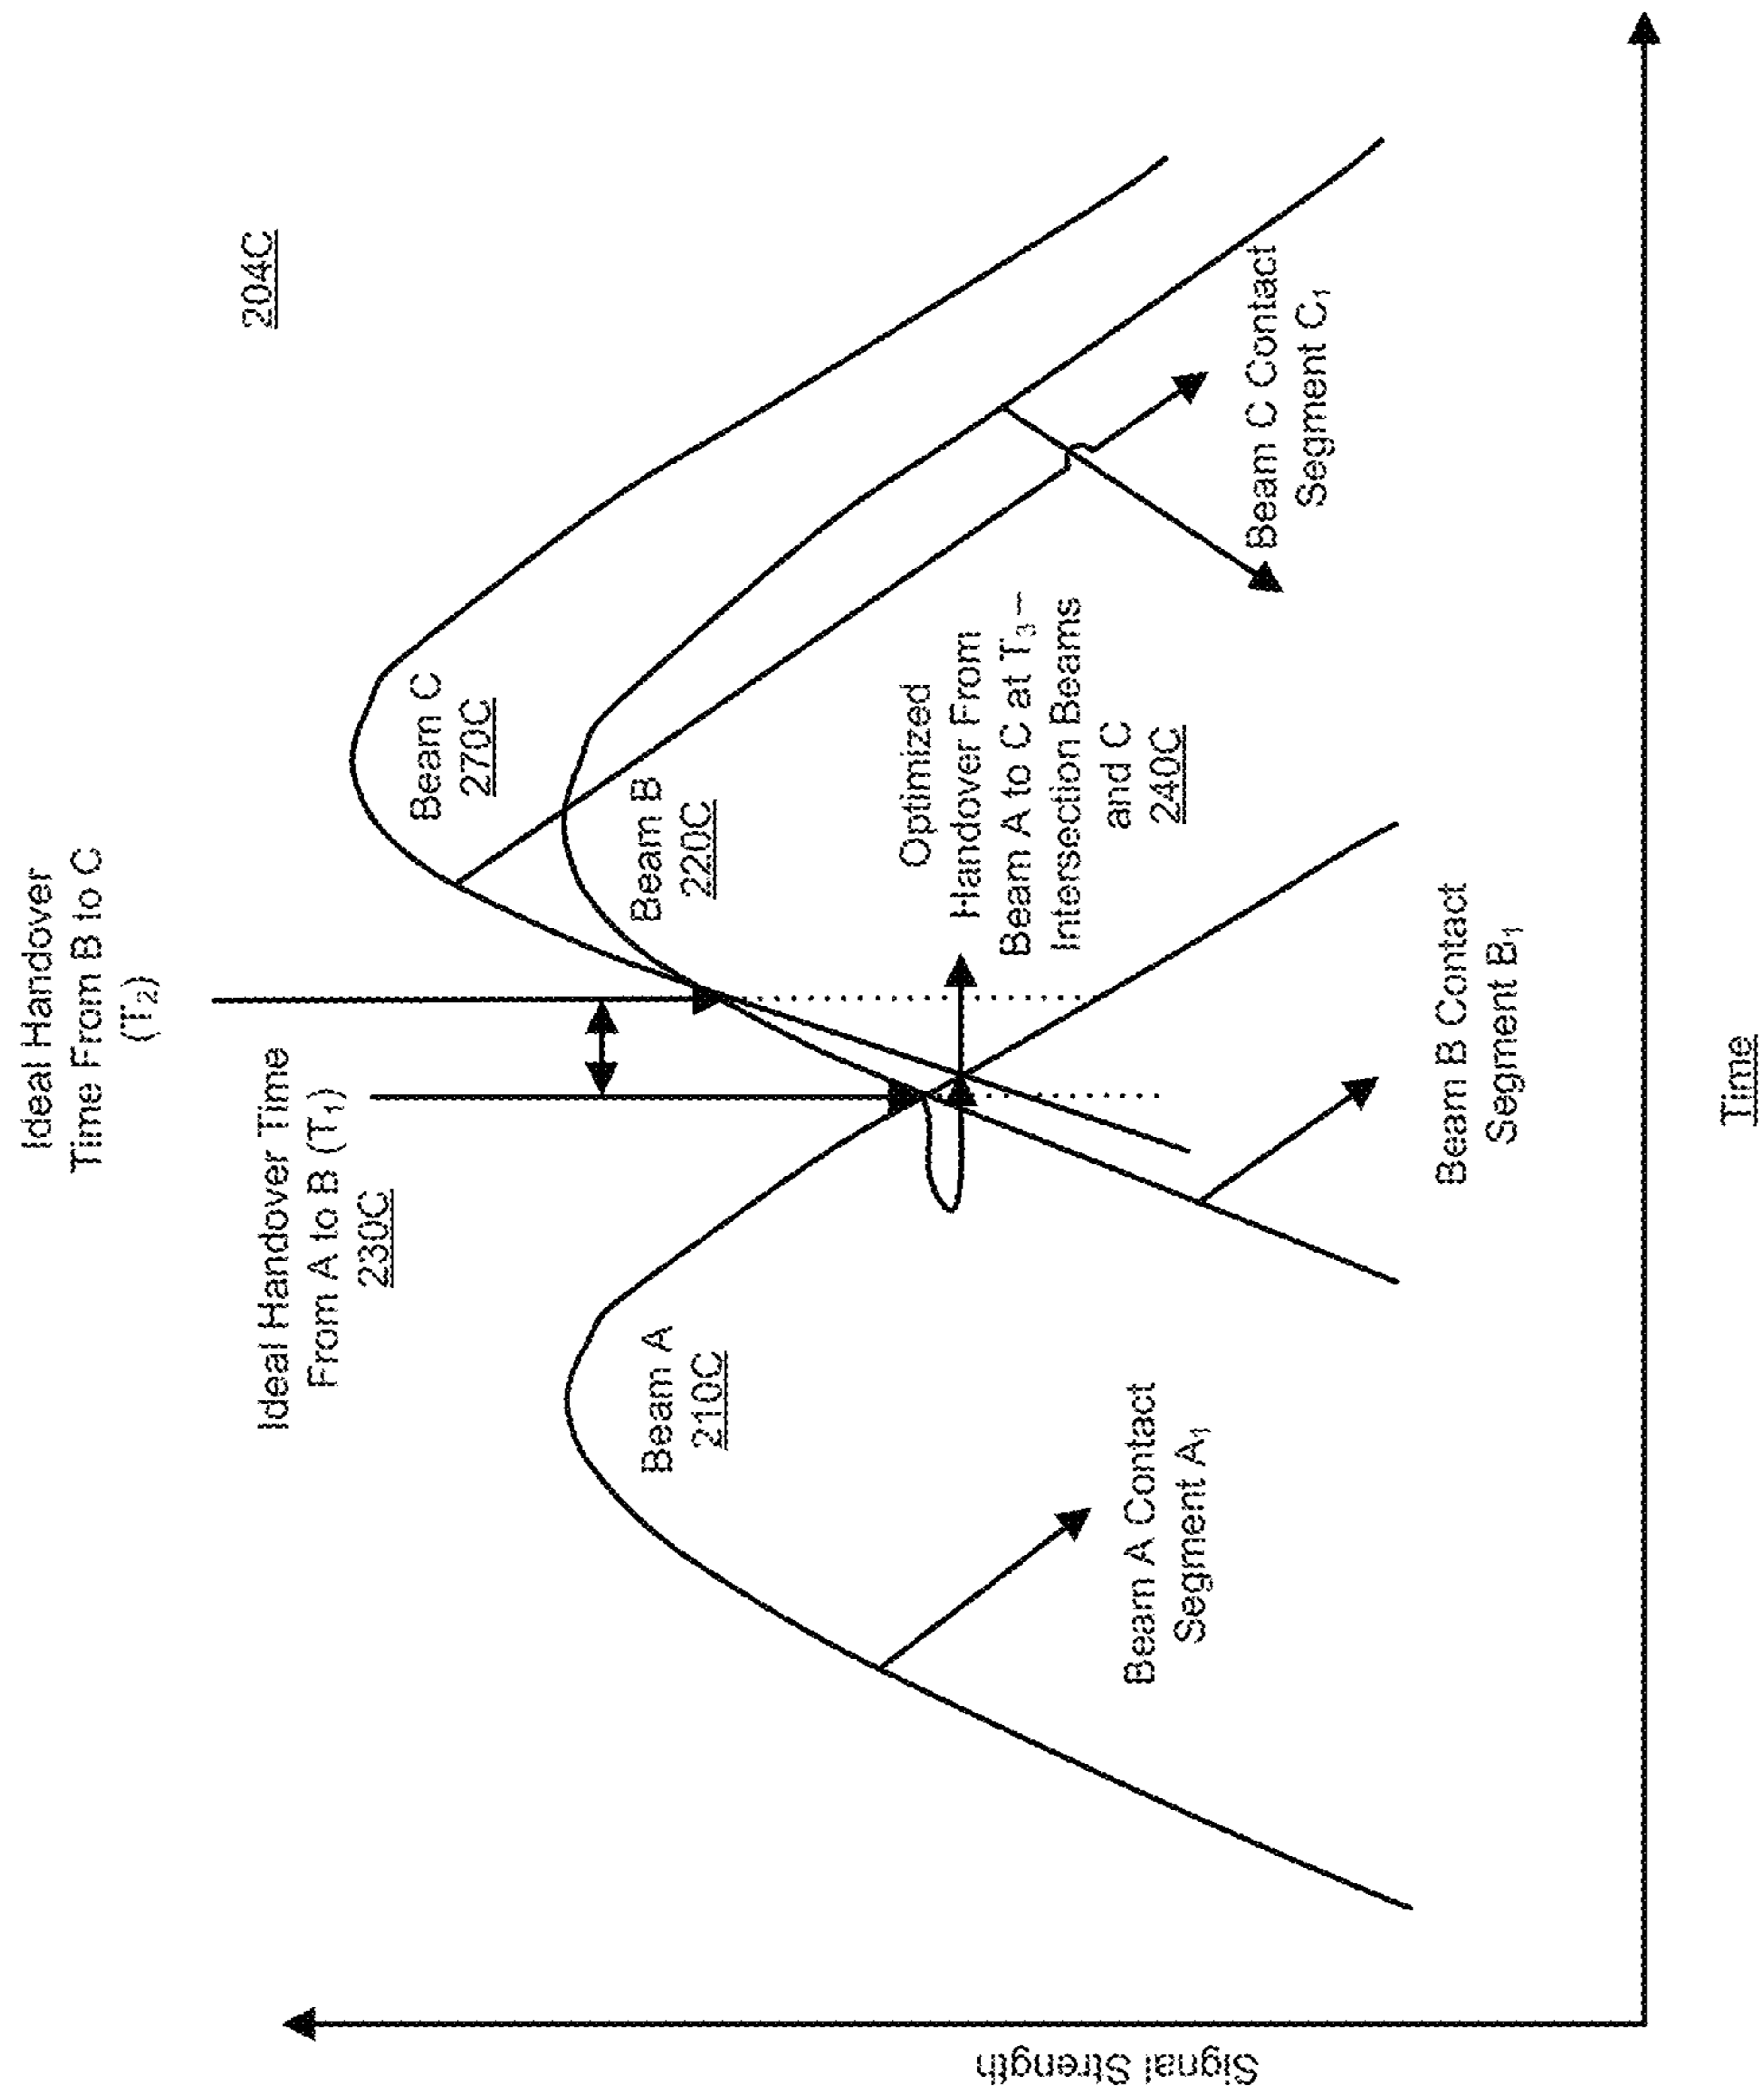 Ideal Handover
Time From B to C
(T₂)
Ideal Handover Time
From A to B (T₁)
230C
204C
Beam C
270C
Beam B
220C
Beam A
210C
Optimized
Handover From
Beam A to C at T₃ –
Intersection Beams
and C
240C
Beam A Contact
Segment A₁
Beam C Contact
Segment C₁
Beam B Contact
Segment B₁
Signal Strength
Time